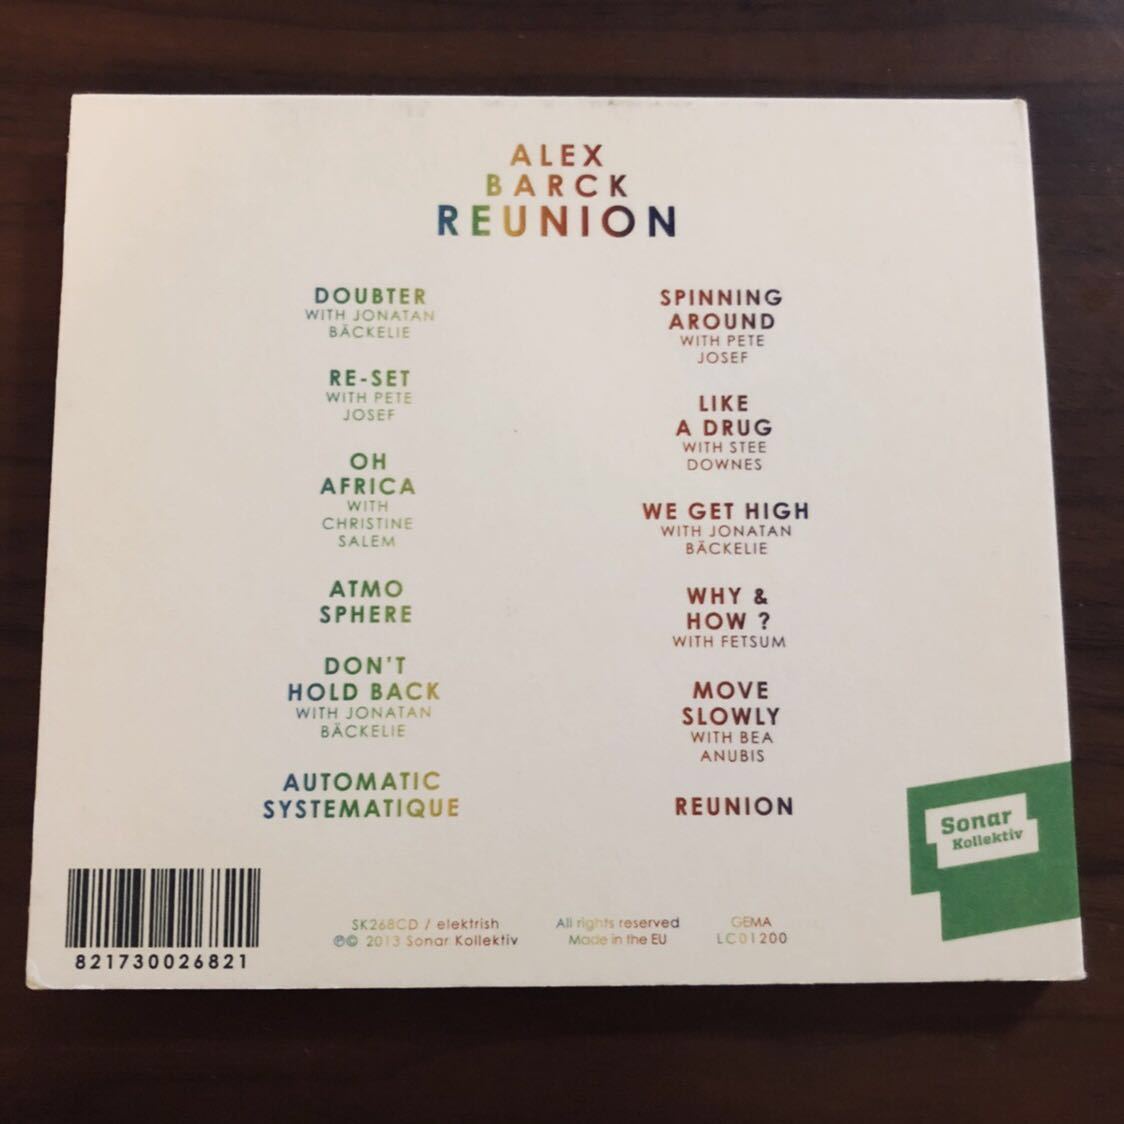 ALEX
BARCK
REUNION
DOUBTER
WITH JONATAN
BÄCKELIE
RE-SET
WITH PETE
JOSEF
OH
AFRICA
WITH
CHRISTINE
SALEM
ATMO
SPHERE
DON'T
HOLD BACK
WITH JONATAN
BÄCKELIE
AUTOMATIC
SYSTEMATIQUE
SPINNING
AROUND
WITH PETE
JOSEF
LIKE
A DRUG
WITH STEE
DOWNES
WE GET HIGH
WITH JONATAN
BÄCKELIE
WHY &
HOW ?
WITH FETSUM
MOVE
SLOWLY
WITH BEA
ANUBIS
REUNION
Sonar
Kollektiv
821730026821
SK268CD / elektrish
℗© 2013 Sonar Kollektiv
All rights reserved
Made in the EU
GEMA
LC01200